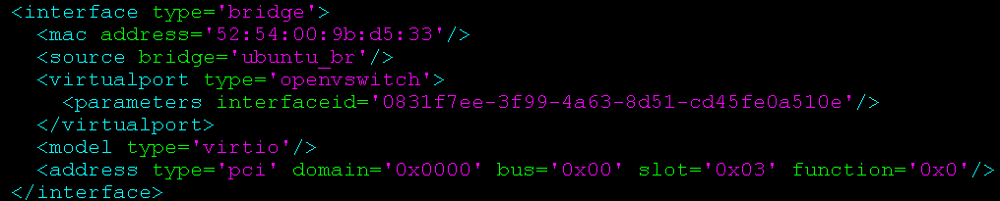 <interface type='bridge'>
<mac address='52:54:00:9b:d5:33'/>
<source bridge='ubuntu_br'/>
<virtualport type='openvswitch'>
<parameters interfaceid='0831f7ee-3f99-4a63-8d51-cd45fe0a510e'/>
</virtualport>
<model type='virtio'/>
<address type='pci' domain='0x0000' bus='0x00' slot='0x03' function='0x0'/>
</interface>